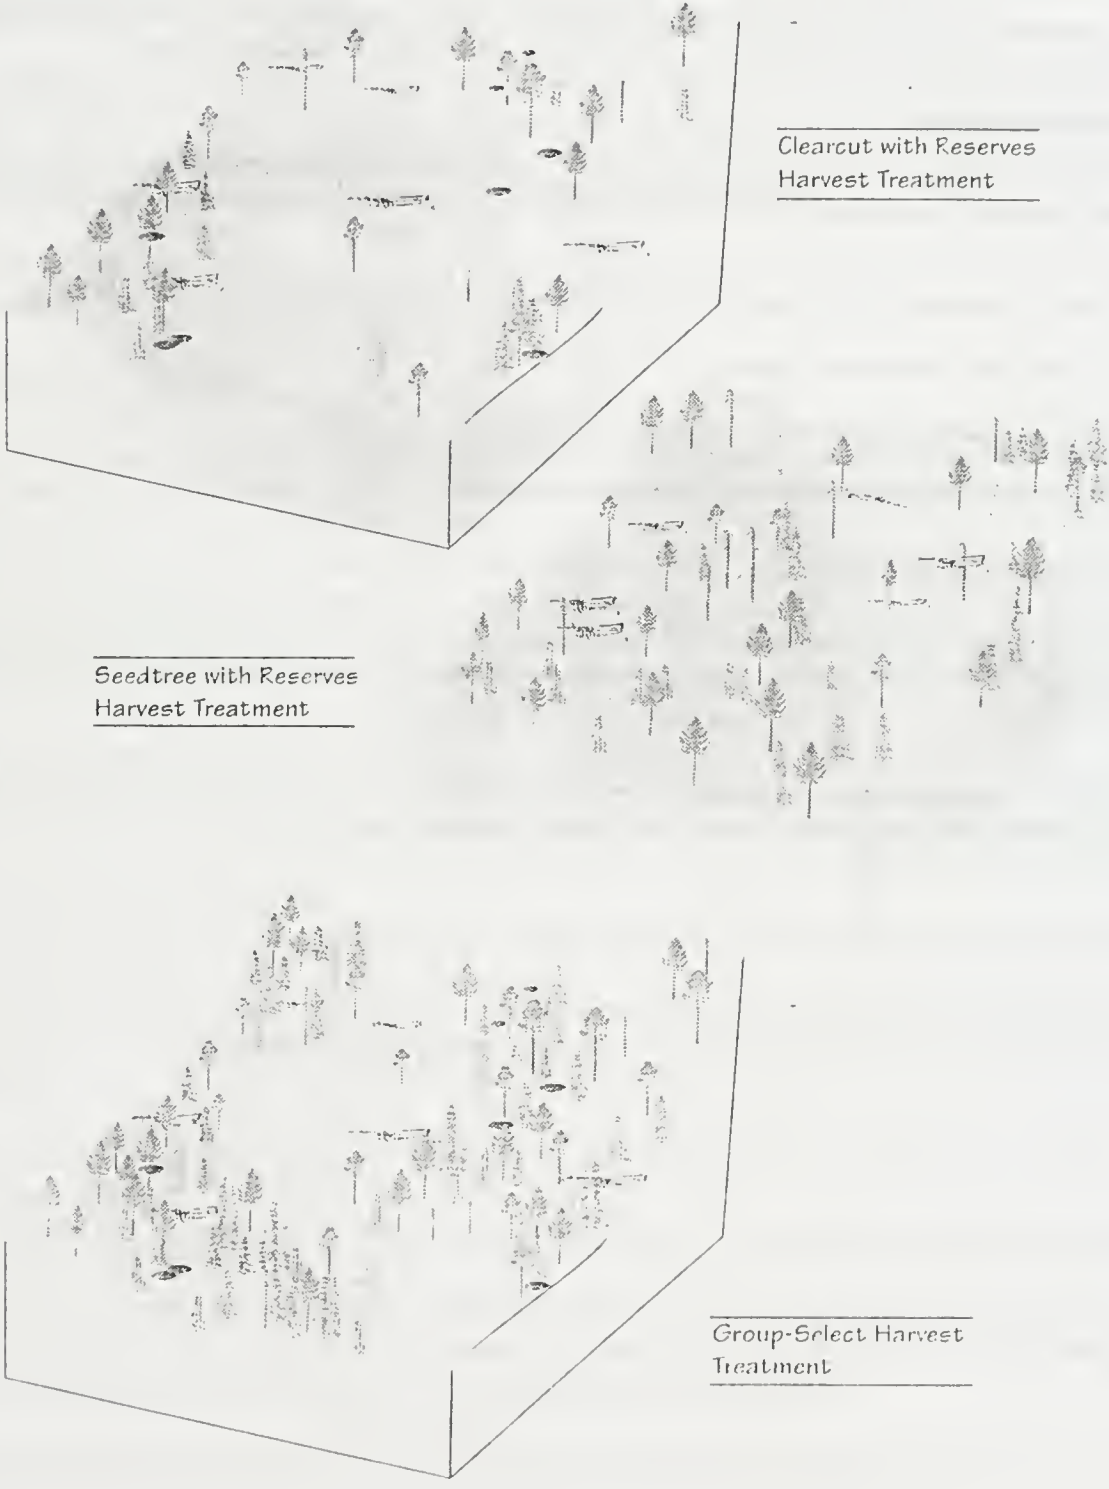 Clearcut with Reserves
Harvest Treatment
Seedtree with Reserves
Harvest Treatment
Group-Select Harvest
Treatment